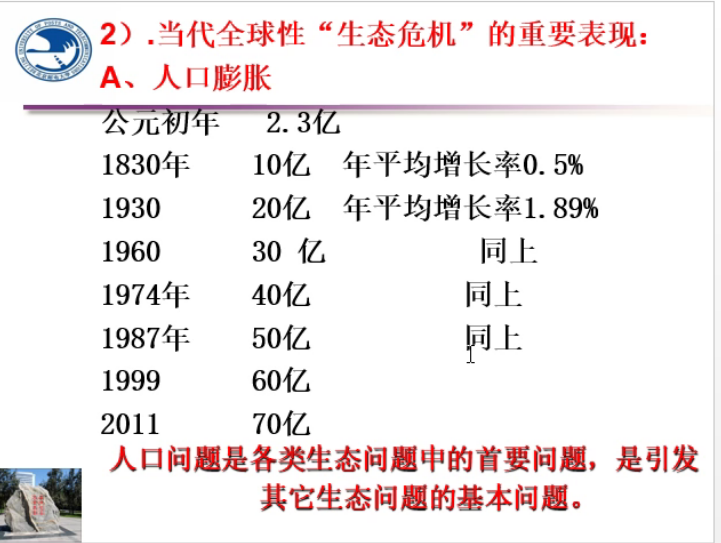 2）.当代全球性“生态危机”的重要表现：
A、人口膨胀
公元初年 2.3亿
1830年 10亿 年平均增长率0.5%
1930 20亿 年平均增长率1.89%
1960 30 亿 同上
1974年 40亿 同上
1987年 50亿 同上
1999 60亿
2011 70亿
人口问题是各类生态问题中的首要问题，是引发
其它生态问题的基本问题。